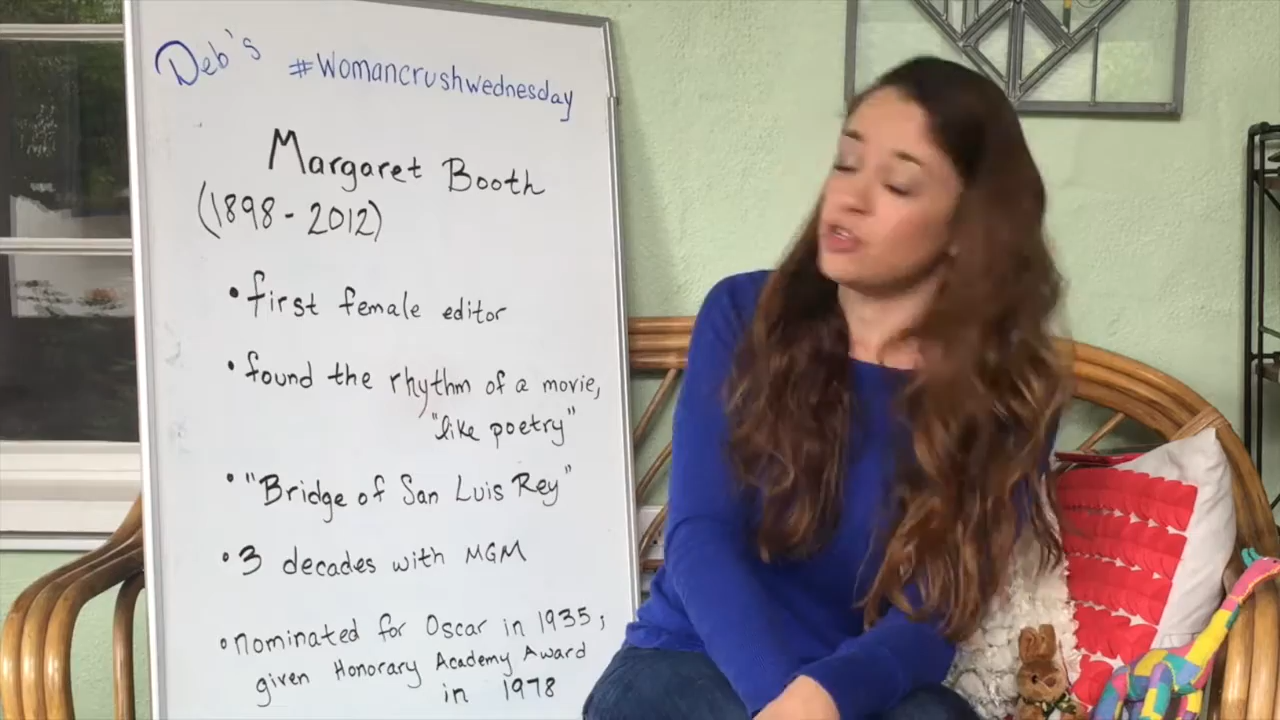 Deb's #Womancrushwednesday
Margaret Booth
(1898-2012)
• first female editor
• found the rhythm of a movie,
"like poetry"
• "Bridge of San Luis Rey"
• 3 decades with MGM
• nominated for Oscar in 1935;
given Honorary Academy Award
in 1978